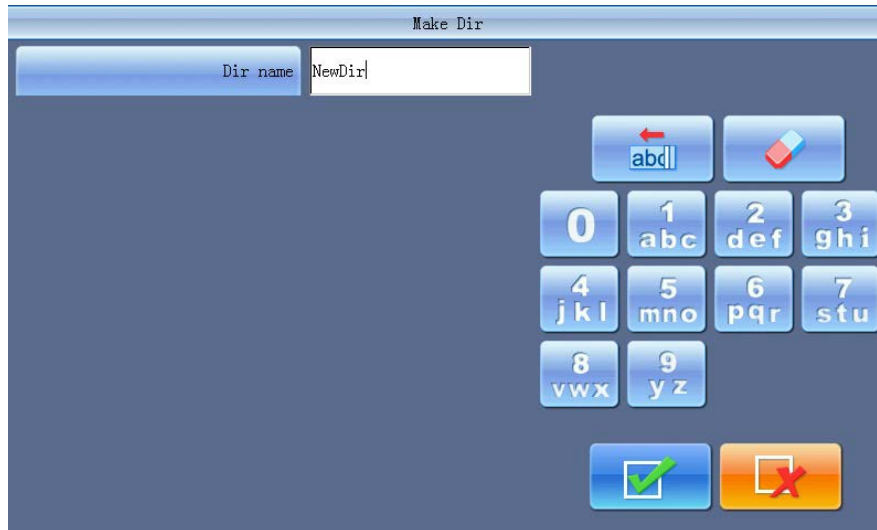 Make Dir
Dir name NewDir
abc
0 1 2 3
abc def ghi
4 5 6 7
jkl mno pqr stu
8 9
vwx yz